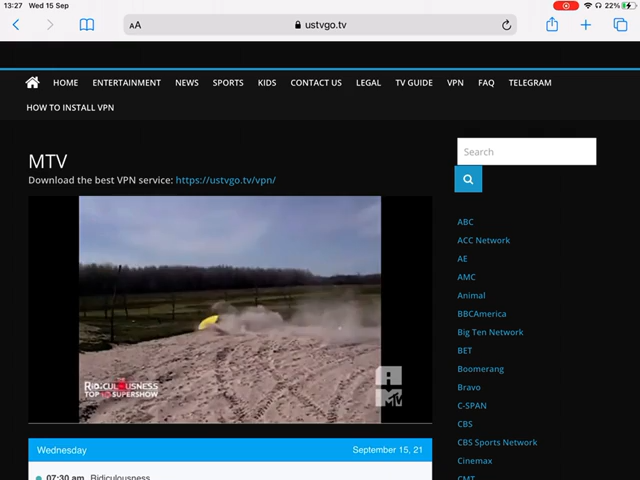 13:27 Wed 15 Sep
22%
AA
ustvgo.tv
HOME ENTERTAINMENT NEWS SPORTS KIDS CONTACT US LEGAL TV GUIDE VPN FAQ TELEGRAM
HOW TO INSTALL VPN
MTV
Download the best VPN service: https://ustvgo.tv/vpn/
RIDICULOUSNESS
TOP 10 SUPERSHOW
MTV
Wednesday September 15, 21
07:30 am Ridiculousness
Search
ABC
ACC Network
AE
AMC
Animal
BBCAmerica
Big Ten Network
BET
Boomerang
Bravo
C-SPAN
CBS
CBS Sports Network
Cinemax
CMT